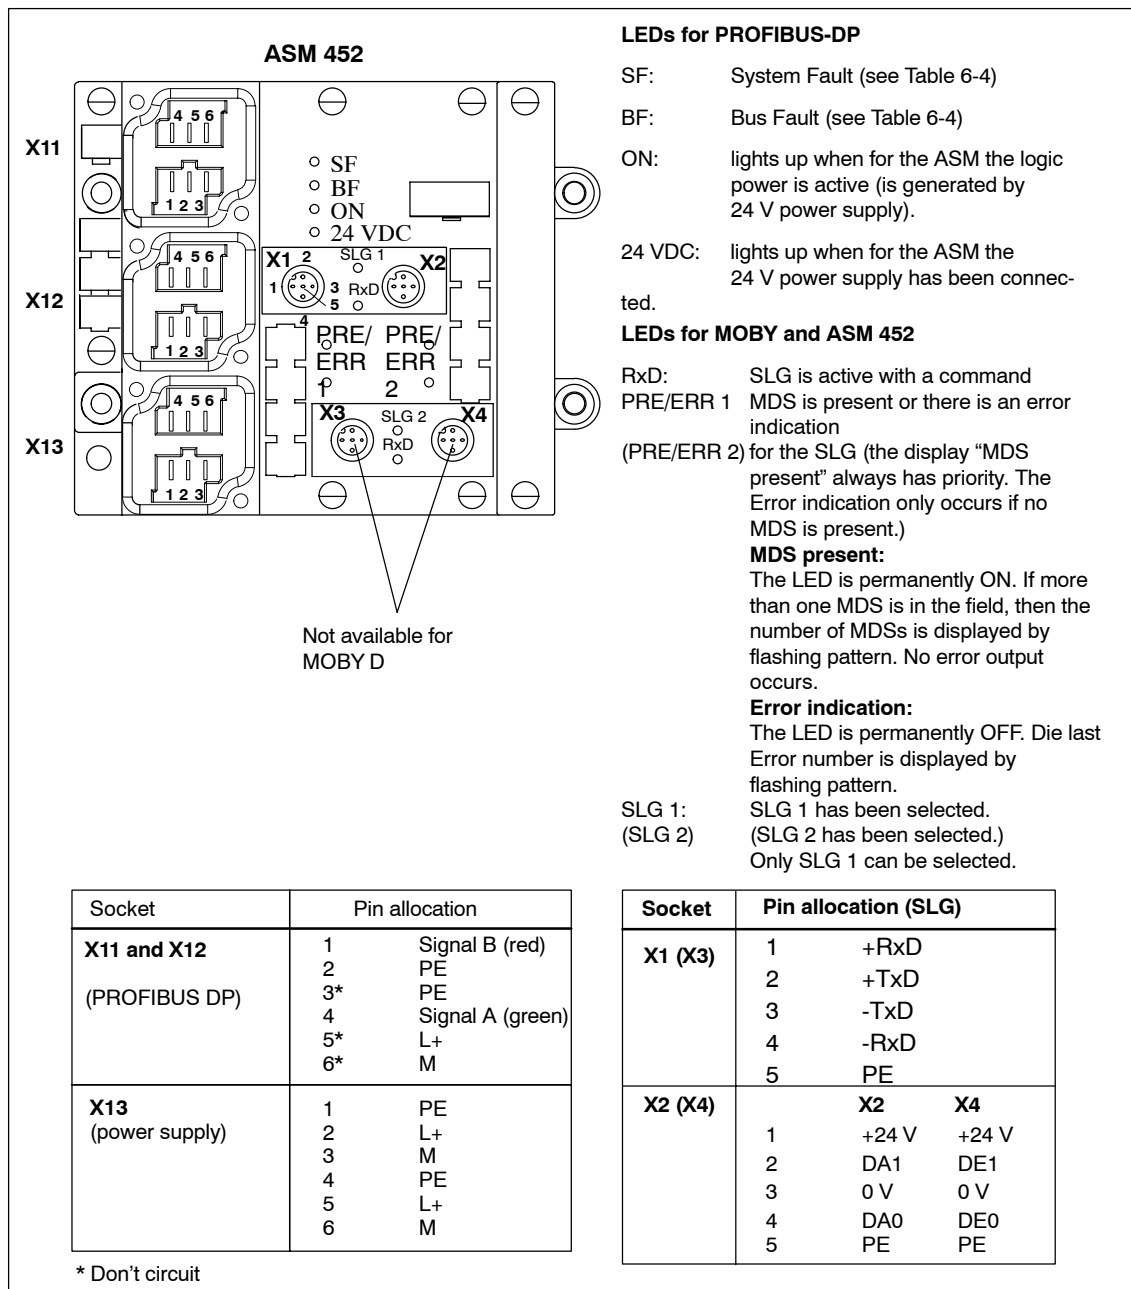 ASM 452
X11
4 5 6
1 2 3
SF
BF
ON
24 VDC
X12
4 5 6
1 2 3
X1 2
1
3
5
4
SLG 1
RxD
X2
PRE/
ERR
1
PRE/
ERR
2
X13
4 5 6
1 2 3
X3
SLG 2
RxD
X4
Not available for
MOBY D
LEDs for PROFIBUS-DP
SF: System Fault (see Table 6-4)
BF: Bus Fault (see Table 6-4)
ON: lights up when for the ASM the logic
power is active (is generated by
24 V power supply).
24 VDC: lights up when for the ASM the
24 V power supply has been connec-
ted.
LEDs for MOBY and ASM 452
RxD: SLG is active with a command
PRE/ERR 1 MDS is present or there is an error
indication
(PRE/ERR 2) for the SLG (the display “MDS
present” always has priority. The
Error indication only occurs if no
MDS is present.)
MDS present:
The LED is permanently ON. If more
than one MDS is in the field, then the
number of MDSs is displayed by
flashing pattern. No error output
occurs.
Error indication:
The LED is permanently OFF. Die last
Error number is displayed by
flashing pattern.
SLG 1: SLG 1 has been selected.
(SLG 2) (SLG 2 has been selected.)
Only SLG 1 can be selected.
Socket Pin allocation
X11 and X12
(PROFIBUS DP)
1 Signal B (red)
2 PE
3* PE
4 Signal A (green)
5* L+
6* M
X13
(power supply)
1 PE
2 L+
3 M
4 PE
5 L+
6 M
* Don’t circuit
Socket Pin allocation (SLG)
X1 (X3)
1 +RxD
2 +TxD
3 -TxD
4 -RxD
5 PE
X2 (X4) X2 X4
1 +24 V +24 V
2 DA1 DE1
3 0 V 0 V
4 DA0 DE0
5 PE PE